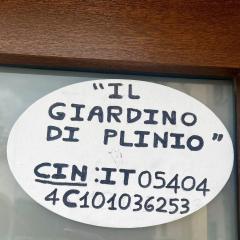 "IL
GIARDINO
DI PLINIO"
CIN:IT05404
4C101036253